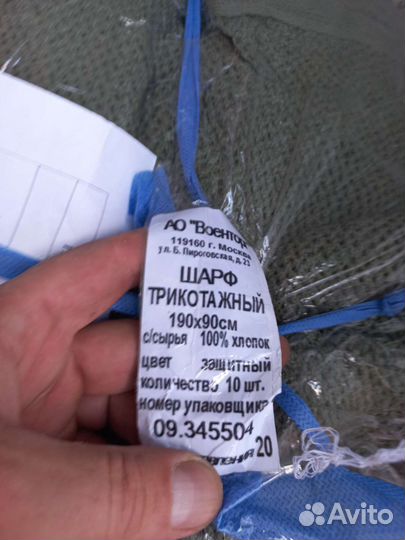 АО "Военторг"
119160 г. Москва
ул. Б. Пироговская, д. 23
ШАРФ
ТРИКОТАЖНЫЙ
190х90см
с/сырья 100% хлопок
цвет защитный
количество 10 шт.
номер упаковщика
09.345504
20
Avito